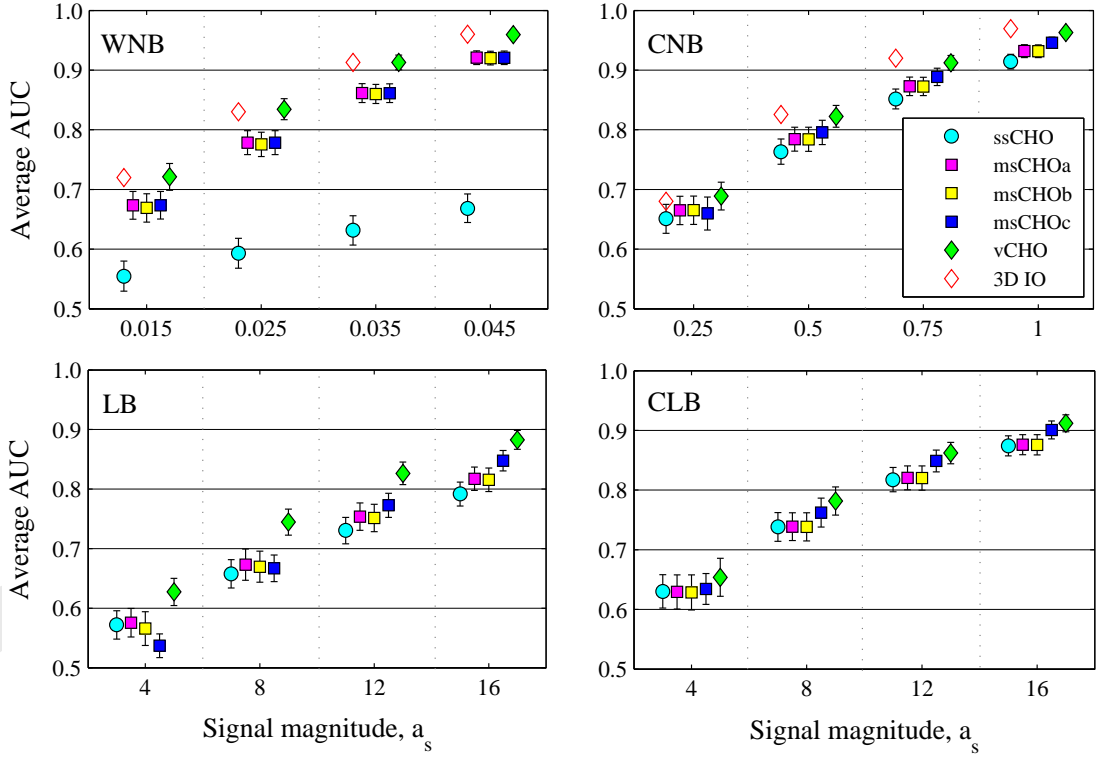 WNB
Average AUC
1.0
0.9
0.8
0.7
0.6
0.5
0.015 0.025 0.035 0.045
CNB
1.0
0.9
0.8
0.7
0.6
0.5
0.25 0.5 0.75 1
ssCHO
msCHOa
msCHOb
msCHOc
vCHO
3D IO
LB
Average AUC
1.0
0.9
0.8
0.7
0.6
0.5
4 8 12 16
Signal magnitude, a_s
CLB
1.0
0.9
0.8
0.7
0.6
0.5
4 8 12 16
Signal magnitude, a_s